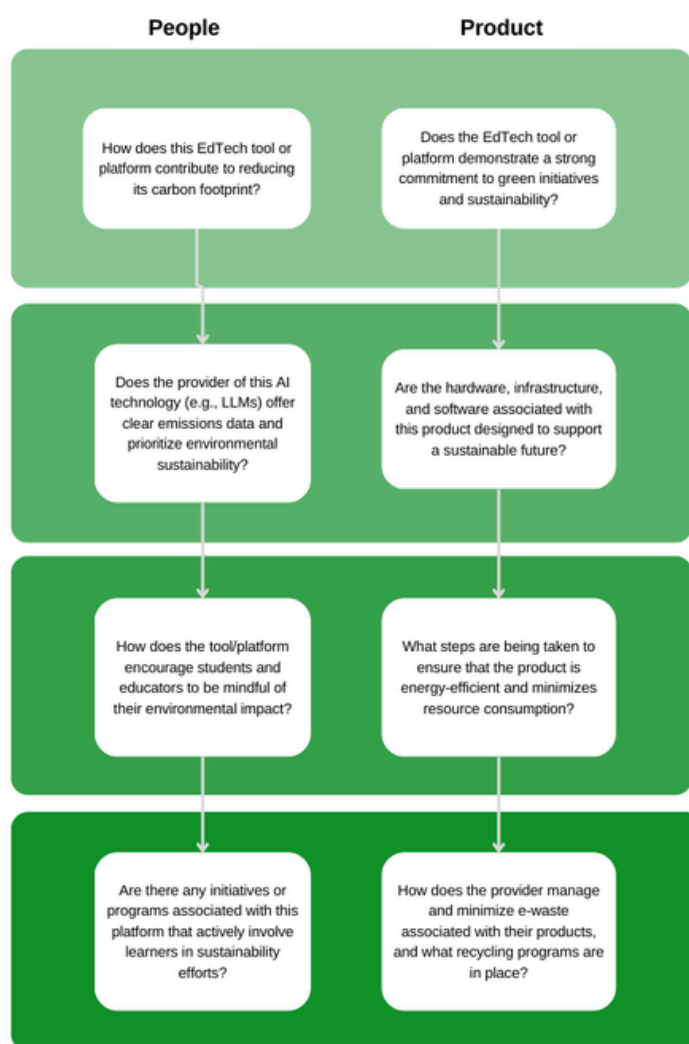 People
Product
How does this EdTech tool or
platform contribute to reducing
its carbon footprint?
Does the EdTech tool or
platform demonstrate a strong
commitment to green initiatives
and sustainability?
Does the provider of this AI
technology (e.g., LLMs) offer
clear emissions data and
prioritize environmental
sustainability?
Are the hardware, infrastructure,
and software associated with
this product designed to support
a sustainable future?
How does the tool/platform
encourage students and
educators to be mindful of
their environmental impact?
What steps are being taken to
ensure that the product is
energy-efficient and minimizes
resource consumption?
Are there any initiatives or
programs associated with this
platform that actively involve
learners in sustainability
efforts?
How does the provider manage
and minimize e-waste
associated with their products,
and what recycling programs are
in place?